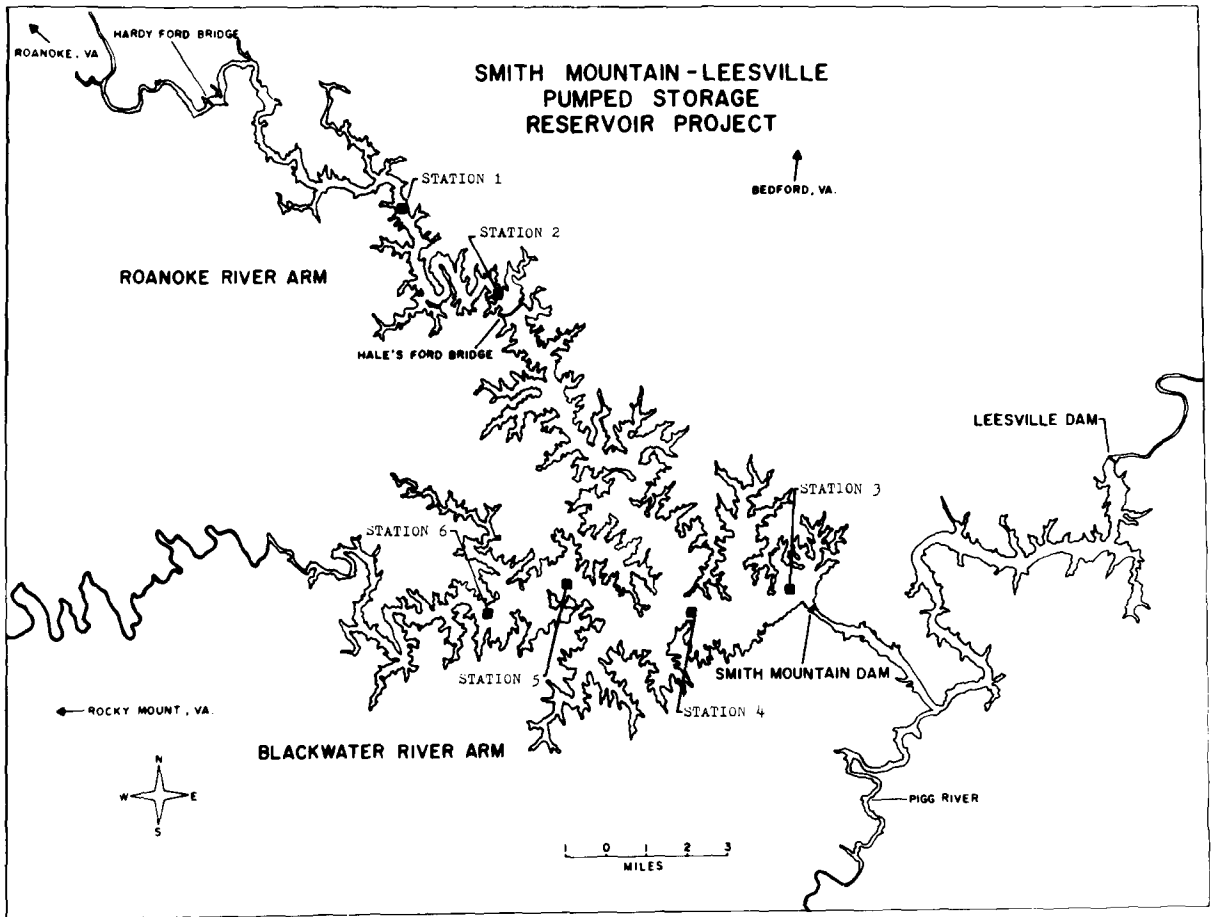 HARDY FORD BRIDGE
ROANOKE, VA
SMITH MOUNTAIN-LEESVILLE
PUMPED STORAGE
RESERVOIR PROJECT
STATION 1
BEDFORD, VA.
STATION 2
ROANOKE RIVER ARM
HALE'S FORD BRIDGE
LEESVILLE DAM
STATION 3
STATION 6
STATION 5
SMITH MOUNTAIN DAM
STATION 4
ROCKY MOUNT, VA.
BLACKWATER RIVER ARM
N
W E
S
PIGG RIVER
1 0 1 2 3
MILES